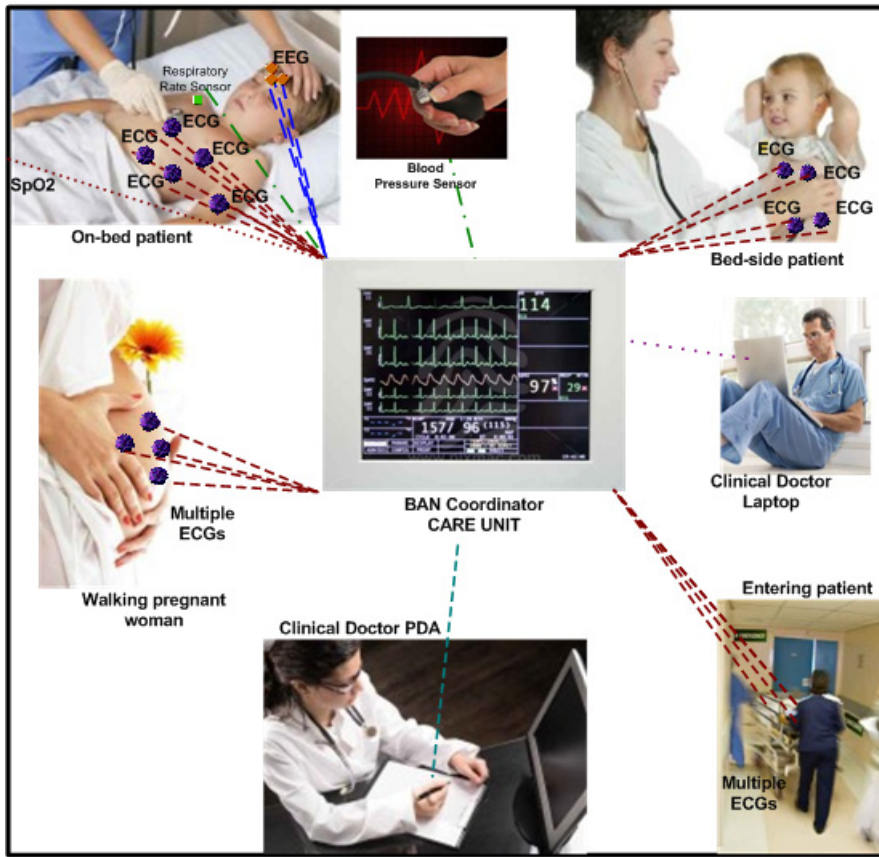 EEG
Respiratory
Rate Sensor
ECG
ECG
ECG
ECG
ECG
SpO2
On-bed patient
Blood
Pressure Sensor
ECG
ECG
ECG
ECG
Bed-side patient
114
97%
29
157/ 96 (115)
BAN Coordinator
CARE UNIT
Clinical Doctor
Laptop
Multiple
ECGs
Walking pregnant
woman
Clinical Doctor PDA
Entering patient
Multiple
ECGs